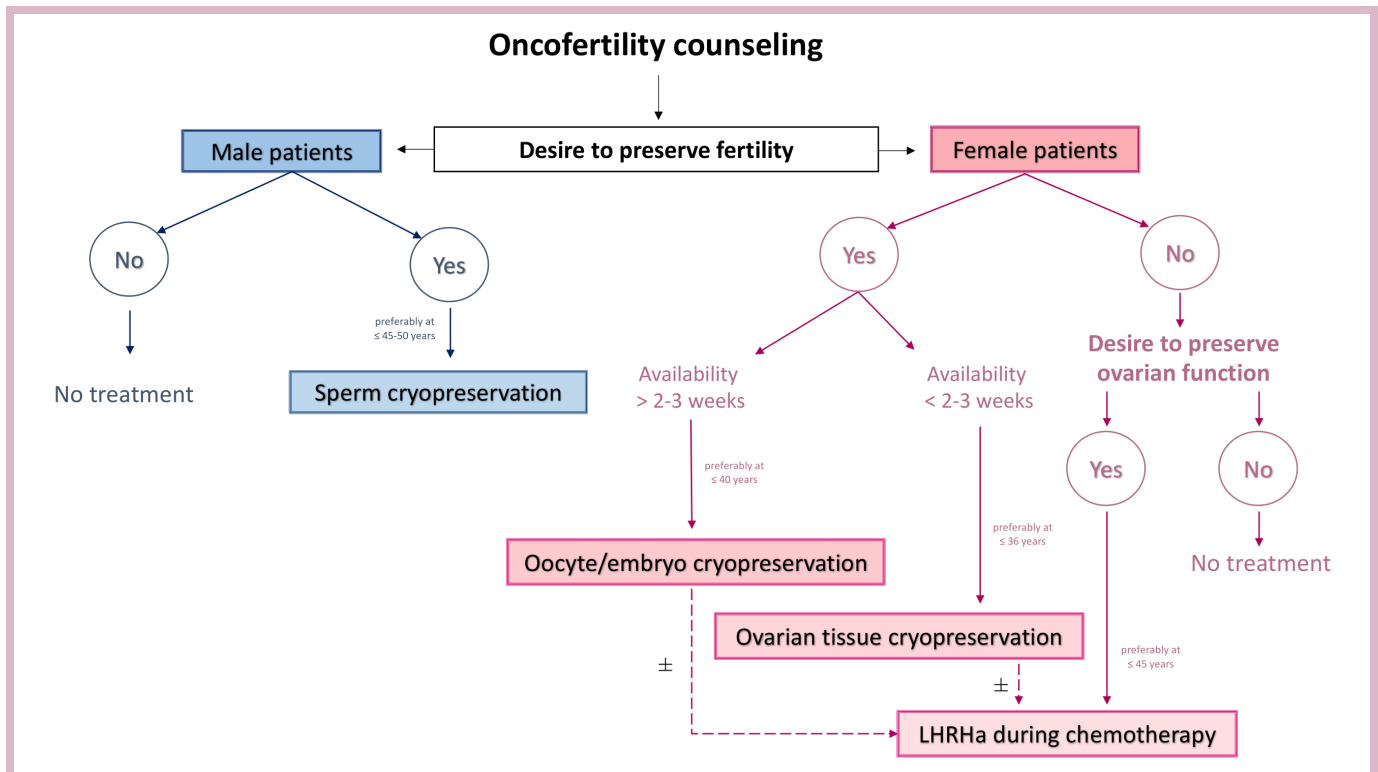 Oncofertility counseling
Male patients
Desire to preserve fertility
Female patients
No
Yes
Yes
No
preferably at
≤ 45-50 years
No treatment
Sperm cryopreservation
Availability
> 2-3 weeks
Availability
< 2-3 weeks
Desire to preserve
ovarian function
Yes
No
preferably at
≤ 40 years
preferably at
≤ 36 years
No treatment
Oocyte/embryo cryopreservation
Ovarian tissue cryopreservation
preferably at
≤ 45 years
±
±
LHRHa during chemotherapy